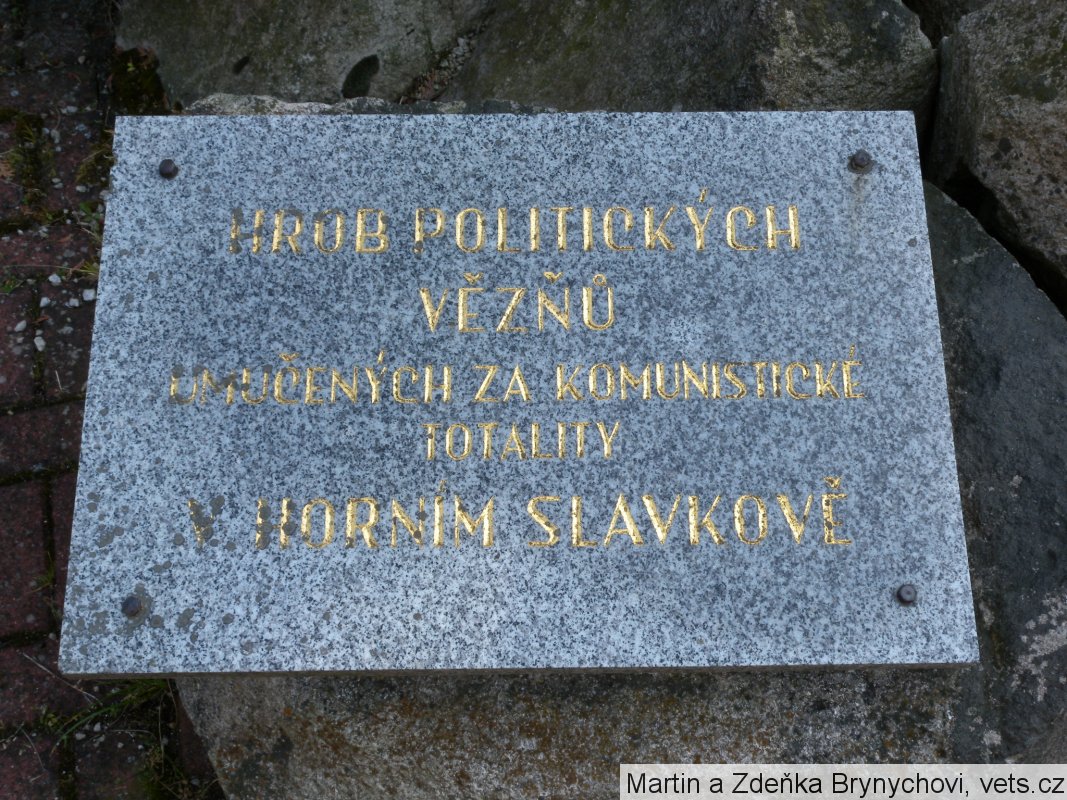 HROB POLITICKÝCH
VĚZŇŮ
UMUČENÝCH ZA KOMUNISTICKÉ
TOTALITY
V HORNÍM SLAVKOVĚ
Martin a Zdeňka Brynychovi, vets.cz